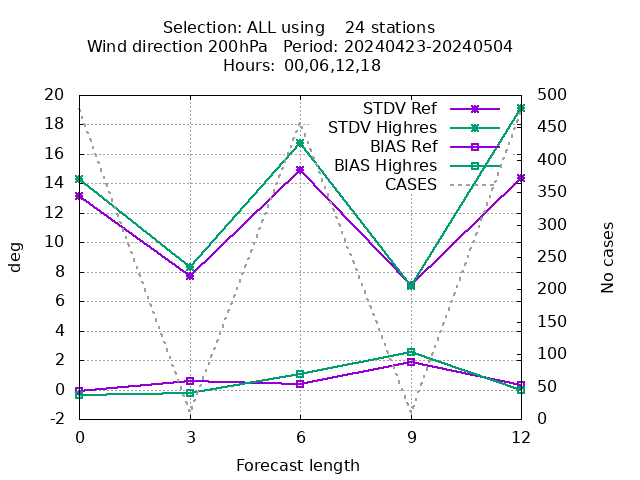 Selection: ALL using    24 stations
Wind direction 200hPa   Period: 20240423-20240504
Hours: 00,06,12,18
STDV Ref
STDV Highres
BIAS Ref
BIAS Highres
CASES
deg
20
18
16
14
12
10
8
6
4
2
0
-2
No cases
500
450
400
350
300
250
200
150
100
50
0
0 3 6 9 12
Forecast length